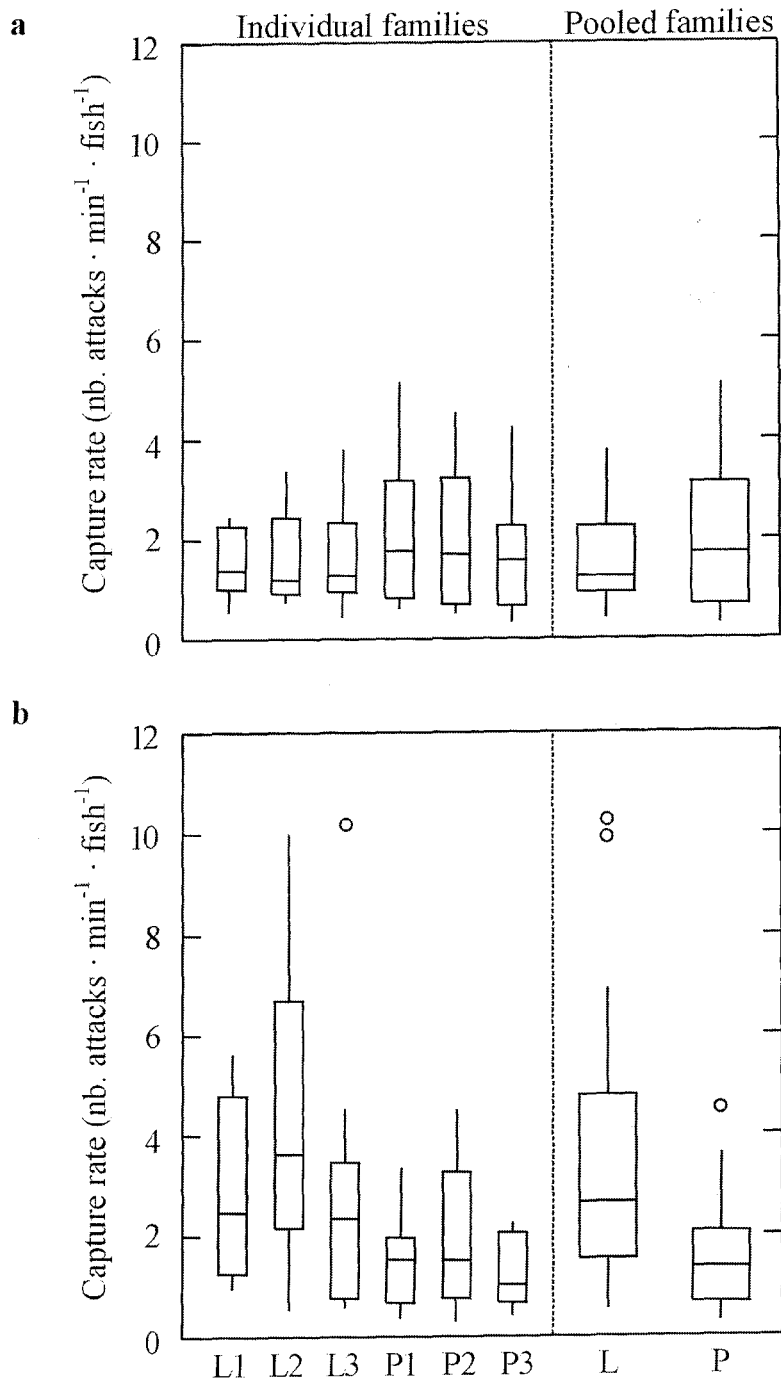 a
Individual families
Pooled families
12
10
8
6
4
2
0
Capture rate (nb. attacks · min⁻¹ · fish⁻¹)
b
12
10
8
6
4
2
0
Capture rate (nb. attacks · min⁻¹ · fish⁻¹)
L1 L2 L3 P1 P2 P3 L P